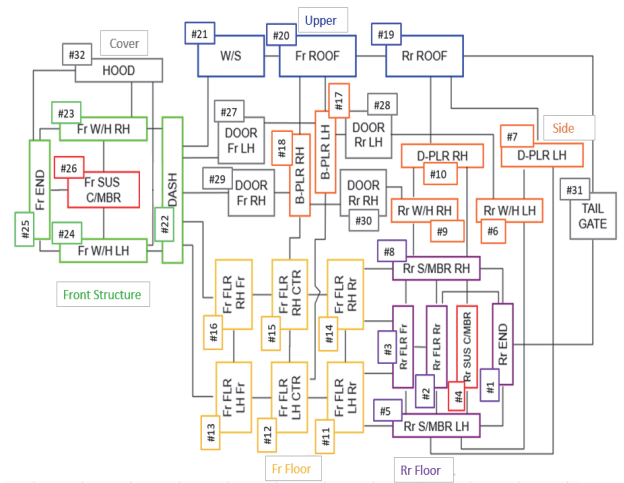 Upper
#21
#20
#19
Cover
#32
W/S
Fr ROOF
Rr ROOF
HOOD
#23
#27
#17
#28
#7
Side
Fr W/H RH
DOOR
Fr LH
B-PLR LH
DOOR
Rr LH
#18
D-PLR RH
D-PLR LH
#26
#10
Fr END
Fr SUS
C/MBR
DASH
#29
DOOR
Fr RH
B-PLR RH
DOOR
Rr RH
#31
TAIL
GATE
#25
#24
#22
#30
Rr W/H RH
Rr W/H LH
#9
#6
Fr W/H LH
#8
Rr S/MBR RH
Front Structure
Fr FLR
RH Fr
Fr FLR
RH CTR
Fr FLR
RH Rr
#16
#15
#14
#3
Rr FLR Fr
Rr FLR Rr
Rr SUS C/MBR
Rr END
#2
#4
#1
Fr FLR
LH Fr
Fr FLR
LH CTR
Fr FLR
LH Rr
#13
#12
#11
#5
Rr S/MBR LH
Fr Floor
Rr Floor